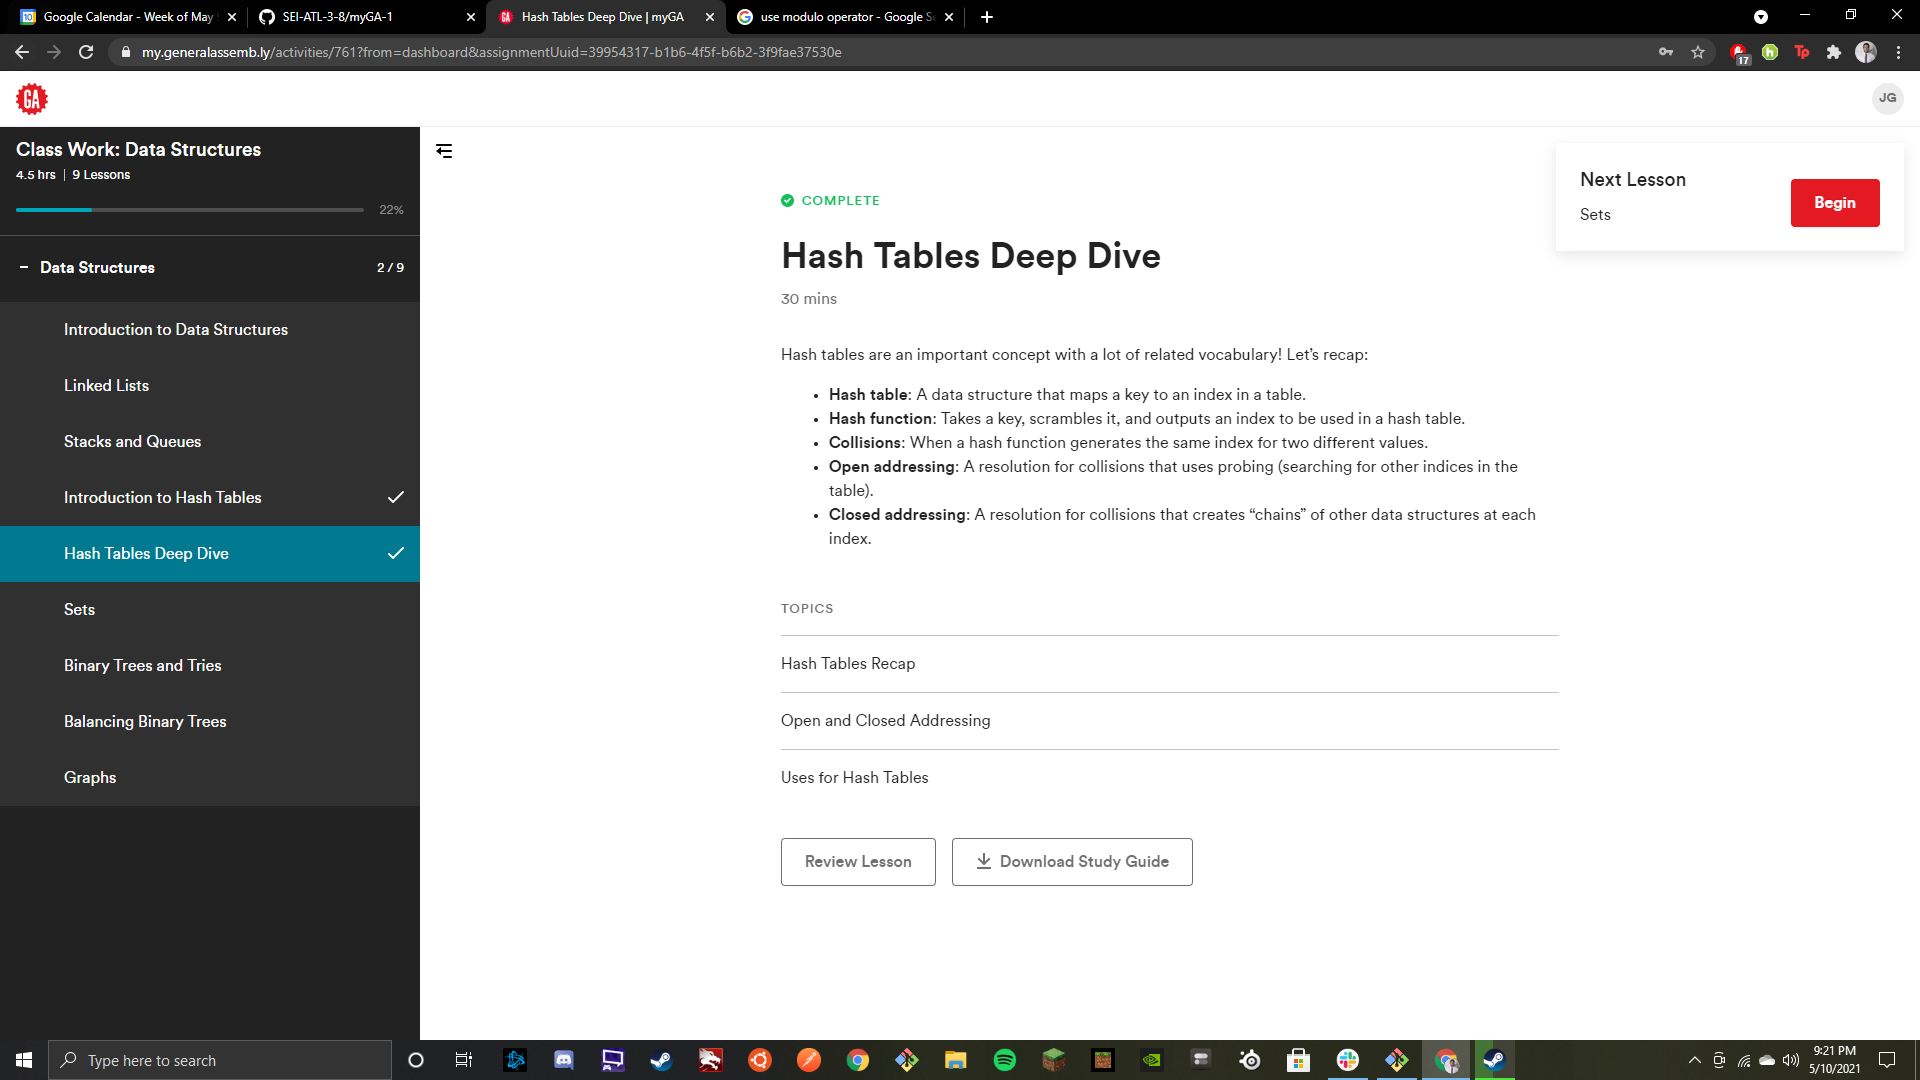 Google Calendar - Week of May
SEI-ATL-3-8/myGA-1
Hash Tables Deep Dive | myGA
use modulo operator - Google Se
my.generalassemb.ly/activities/761?from=dashboard&assignmentUuid=39954317-b1b6-4f5f-b6b2-3f9fae37530e
17
GA
JG
Class Work: Data Structures
4.5 hrs | 9 Lessons
22%
Data Structures
2 / 9
Introduction to Data Structures
Linked Lists
Stacks and Queues
Introduction to Hash Tables
Hash Tables Deep Dive
Sets
Binary Trees and Tries
Balancing Binary Trees
Graphs
COMPLETE
Hash Tables Deep Dive
30 mins
Hash tables are an important concept with a lot of related vocabulary! Let’s recap:
• Hash table: A data structure that maps a key to an index in a table.
• Hash function: Takes a key, scrambles it, and outputs an index to be used in a hash table.
• Collisions: When a hash function generates the same index for two different values.
• Open addressing: A resolution for collisions that uses probing (searching for other indices in the
table).
• Closed addressing: A resolution for collisions that creates “chains” of other data structures at each
index.
TOPICS
Hash Tables Recap
Open and Closed Addressing
Uses for Hash Tables
Review Lesson
Download Study Guide
Next Lesson
Sets
Begin
Type here to search
9:21 PM
5/10/2021